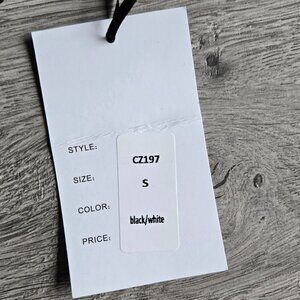 STYLE: CZ197
SIZE: S
COLOR: black/white
PRICE: